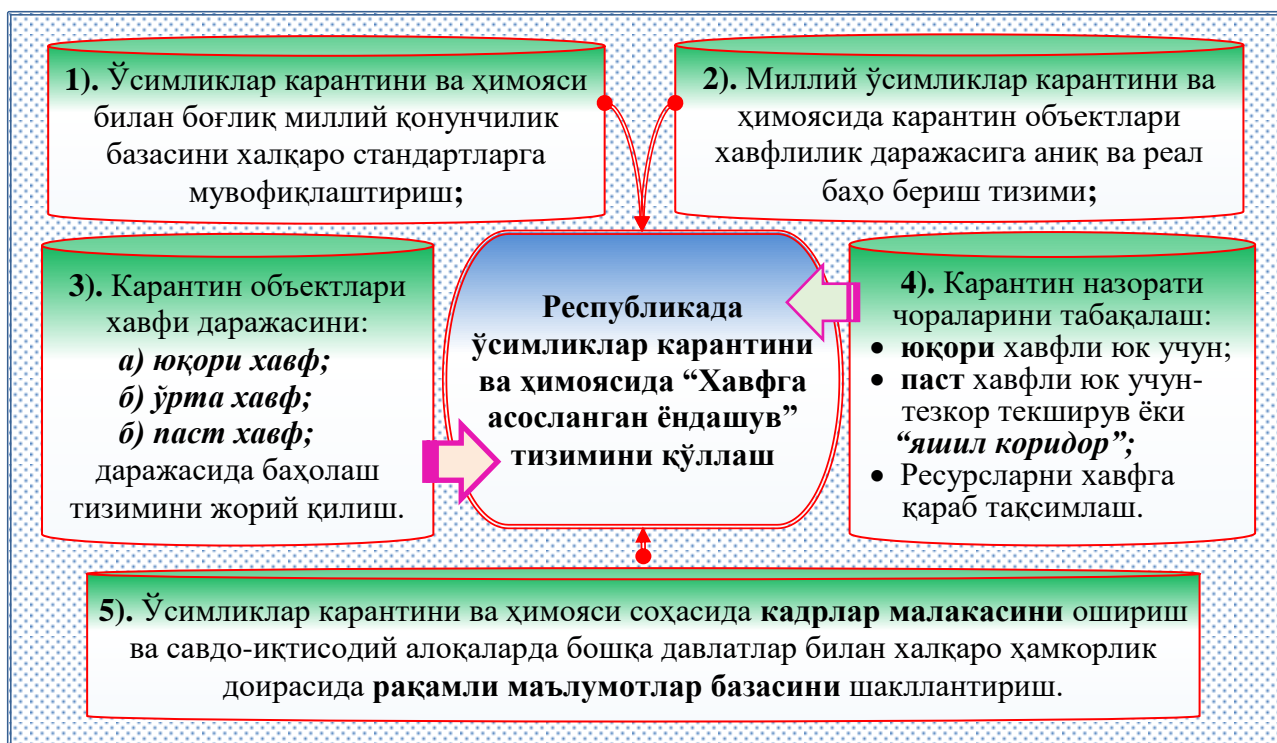 1). Ўсимликлар карантини ва ҳимояси
билан боғлиқ миллий қонунчилик
базасини халқаро стандартларга
мувофиқлаштириш;
2). Миллий ўсимликлар карантини ва
ҳимоясида карантин объектлари
хавфлилик даражасига аниқ ва реал
баҳо бериш тизими;
3). Карантин объектлари
хавфи даражасини:
а) юқори хавф;
б) ўрта хавф;
б) паст хавф;
даражасида баҳолаш
тизимини жорий қилиш.
Республикада
ўсимликлар карантини
ва ҳимоясида “Хавфга
асосланган ёндашув”
тизимини қўллаш
4). Карантин назорати
чораларини табақалаш:
• юқори хавфли юк учун;
• паст хавфли юк учун-
тезкор текширув ёки
“яшил коридор”;
• Ресурсларни хавфга
қараб тақсимлаш.
5). Ўсимликлар карантини ва ҳимояси соҳасида кадрлар малакасини ошириш
ва савдо-иқтисодий алоқаларда бошқа давлатлар билан халқаро ҳамкорлик
доирасида рақамли маълумотлар базасини шакллантириш.